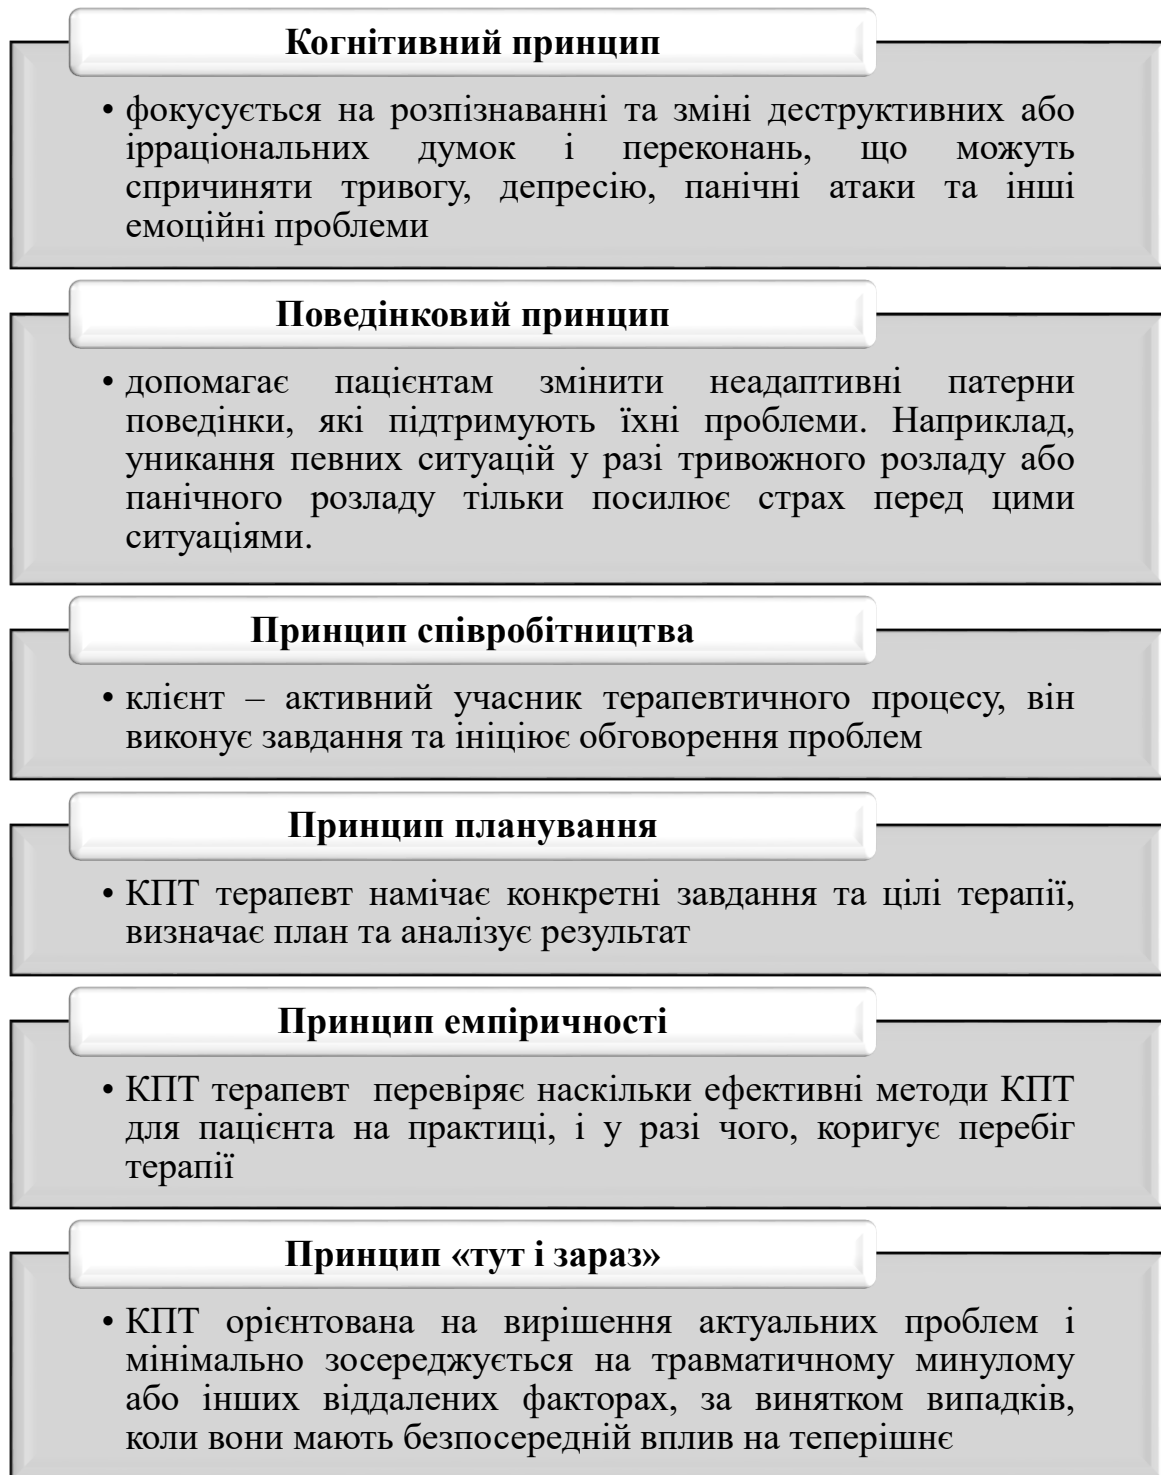 Когнітивний принцип
• фокусується на розпізнаванні та зміні деструктивних або
ірраціональних думок і переконань, що можуть
спричиняти тривогу, депресію, панічні атаки та інші
емоційні проблеми
Поведінковий принцип
• допомагає пацієнтам змінити неадаптивні патерни
поведінки, які підтримують їхні проблеми. Наприклад,
уникання певних ситуацій у разі тривожного розладу або
панічного розладу тільки посилює страх перед цими
ситуаціями.
Принцип співробітництва
• клієнт – активний учасник терапевтичного процесу, він
виконує завдання та ініціює обговорення проблем
Принцип планування
• КПТ терапевт намічає конкретні завдання та цілі терапії,
визначає план та аналізує результат
Принцип емпіричності
• КПТ терапевт перевіряє наскільки ефективні методи КПТ
для пацієнта на практиці, і у разі чого, коригує перебіг
терапії
Принцип «тут і зараз»
• КПТ орієнтована на вирішення актуальних проблем і
мінімально зосереджується на травматичному минулому
або інших віддалених факторах, за винятком випадків,
коли вони мають безпосередній вплив на теперішнє